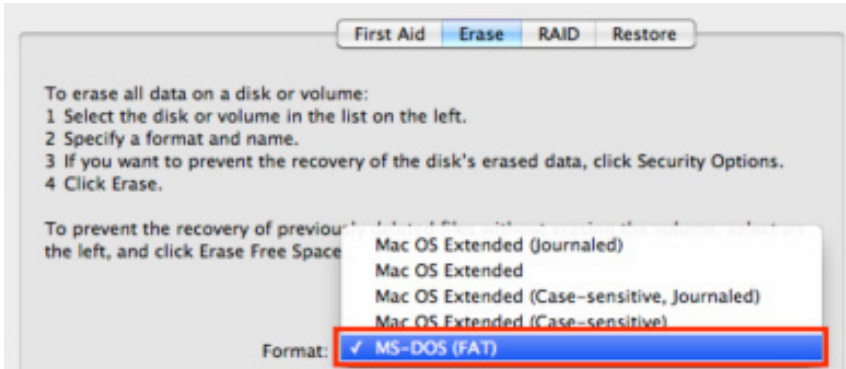 First Aid Erase RAID Restore
To erase all data on a disk or volume:
1 Select the disk or volume in the list on the left.
2 Specify a format and name.
3 If you want to prevent the recovery of the disk's erased data, click Security Options.
4 Click Erase.
To prevent the recovery of previously deleted files without erasing the volume, select a
the left, and click Erase Free Space
Mac OS Extended (Journaled)
Mac OS Extended
Mac OS Extended (Case-sensitive, Journaled)
Mac OS Extended (Case-sensitive)
Format: ✓ MS-DOS (FAT)